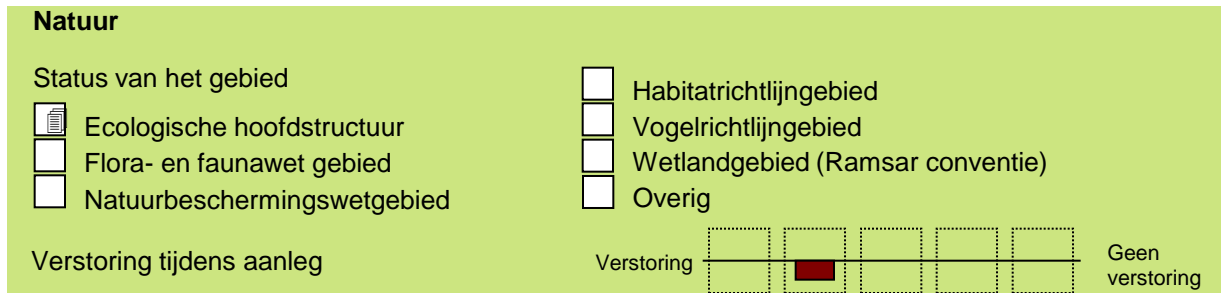 Natuur
Status van het gebied
Ecologische hoofdstructuur
Flora- en faunawet gebied
Natuurbeschermingswetgebied
Habitatrichtlijngebied
Vogelrichtlijngebied
Wetlandgebied (Ramsar conventie)
Overig
Verstoring tijdens aanleg
Verstoring
Geen
verstoring